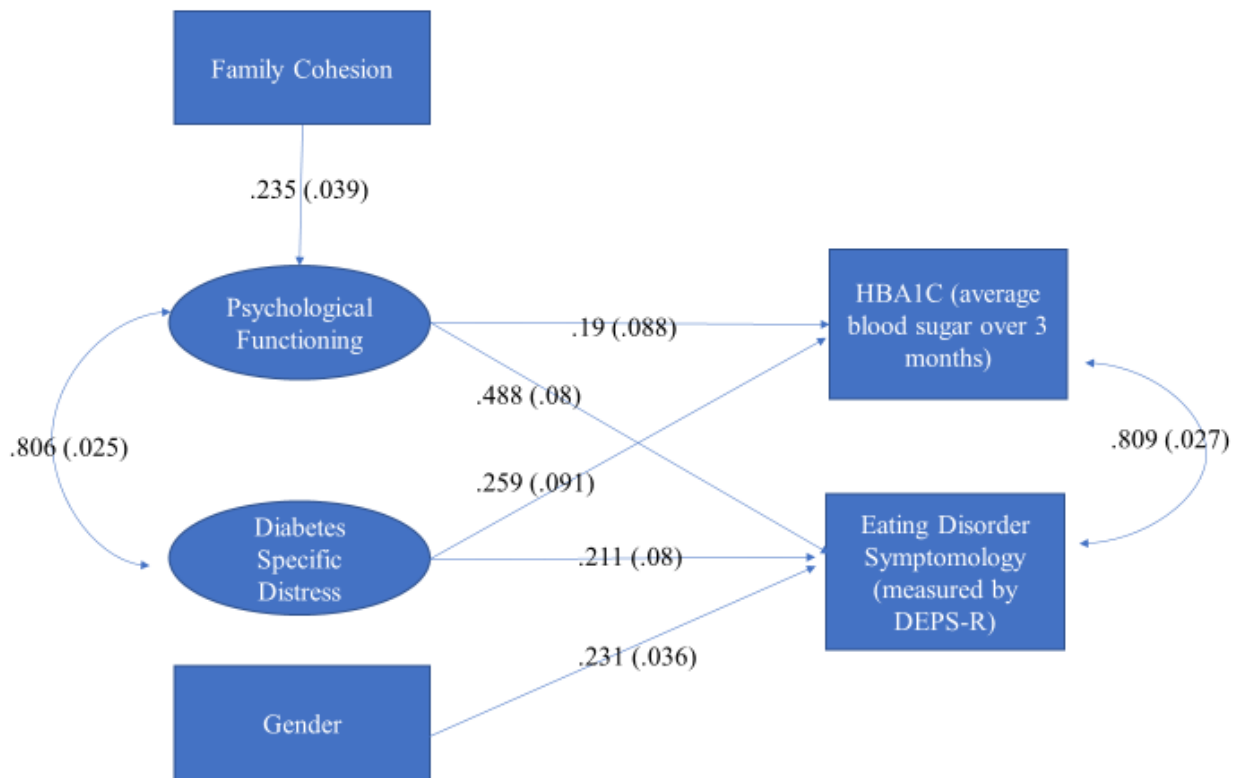 Family Cohesion
.235 (.039)
Psychological
Functioning
HBA1C (average
blood sugar over 3
months)
.19 (.088)
.488 (.08)
.806 (.025)
.809 (.027)
.259 (.091)
Diabetes
Specific
Distress
Eating Disorder
Symptomology
(measured by
DEPS-R)
.211 (.08)
.231 (.036)
Gender